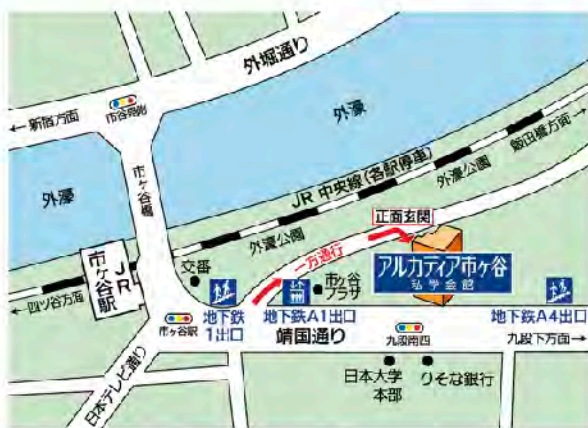 外堀通り
市谷見附
←新宿方面
外濠
飯田橋方面→
外濠
市ヶ谷橋
JR 中央線(各駅停車)
外濠公園
正面玄関
外濠公園
一方通行
アルカディア市ヶ谷
私学会館
JR
市ヶ谷駅
交番
市ヶ谷
プラザ
←四ツ谷方面
地下鉄
1出口
地下鉄A1出口
地下鉄A4出口
市ヶ谷駅
靖国通り
九段南四
九段下方面→
日本テレビ通り
日本大学
本部
りそな銀行